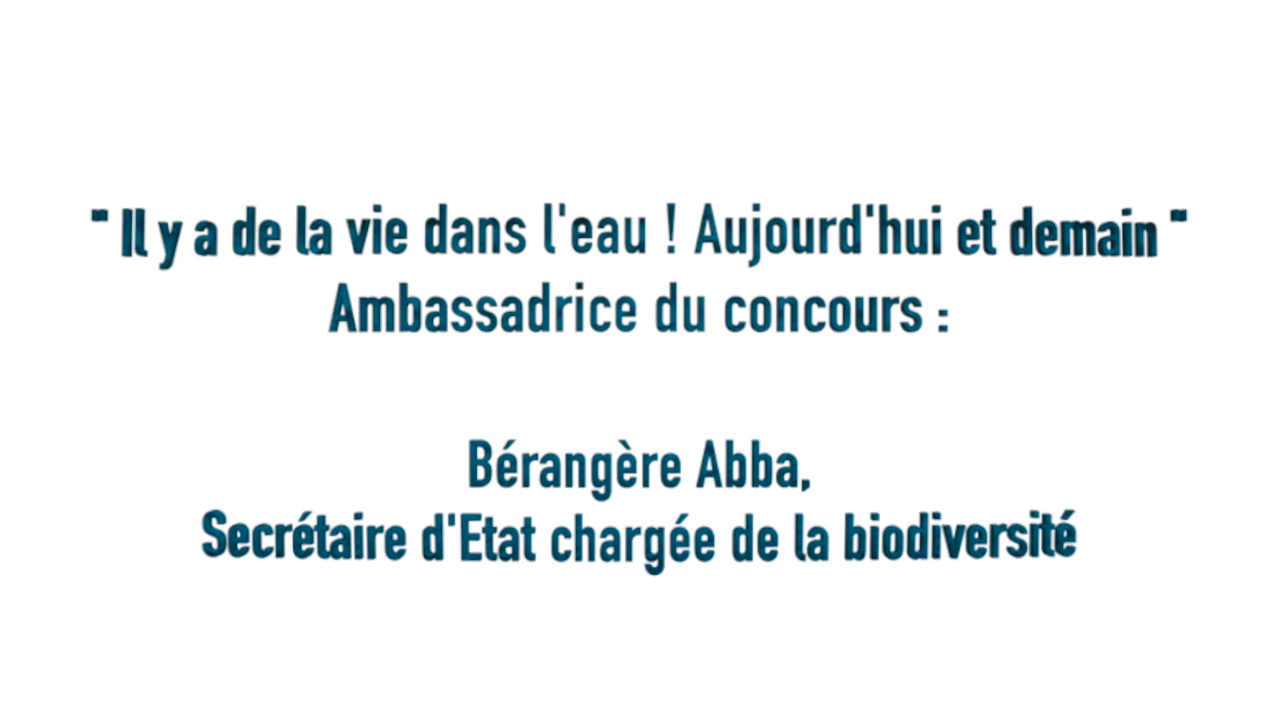 " Il y a de la vie dans l'eau ! Aujourd'hui et demain "
Ambassadrice du concours :
Bérangère Abba,
Secrétaire d'Etat chargée de la biodiversité